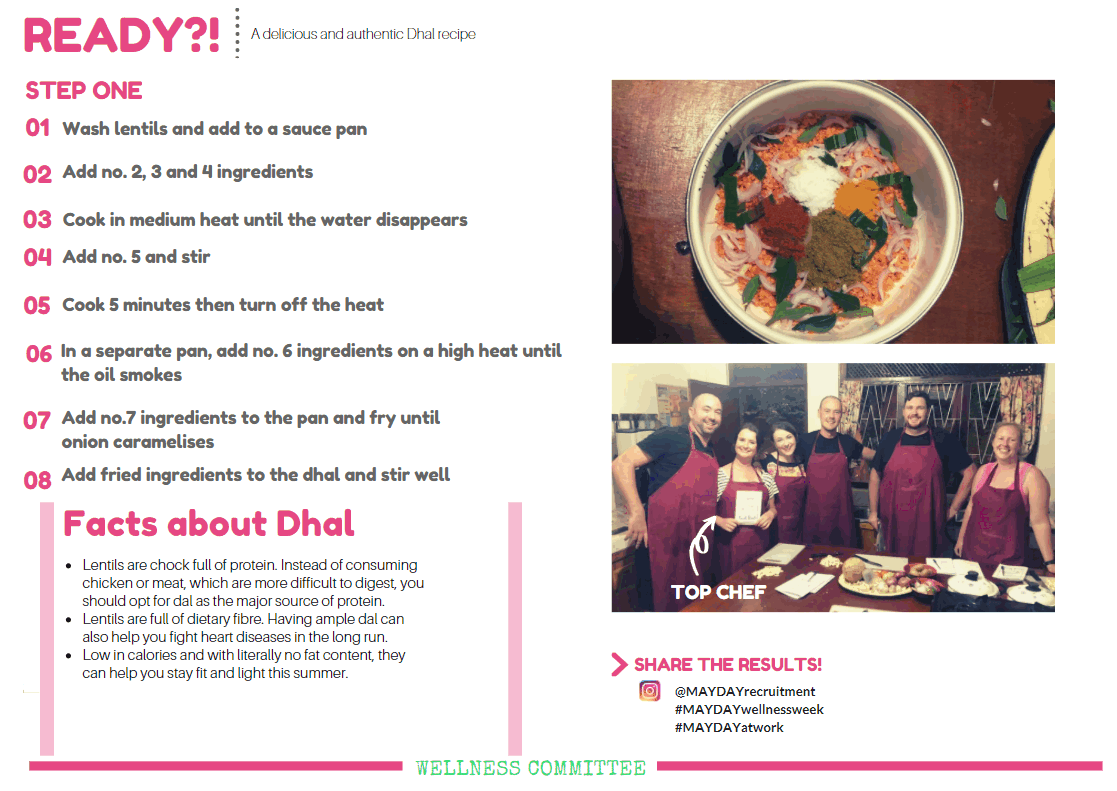 READY?!
A delicious and authentic Dhal recipe
STEP ONE
01 Wash lentils and add to a sauce pan
02 Add no. 2, 3 and 4 ingredients
03 Cook in medium heat until the water disappears
04 Add no. 5 and stir
05 Cook 5 minutes then turn off the heat
06 In a separate pan, add no. 6 ingredients on a high heat until
the oil smokes
07 Add no.7 ingredients to the pan and fry until
onion caramelises
08 Add fried ingredients to the dhal and stir well
Facts about Dhal
• Lentils are chock full of protein. Instead of consuming
chicken or meat, which are more difficult to digest, you
should opt for dal as the major source of protein.
• Lentils are full of dietary fibre. Having ample dal can
also help you fight heart diseases in the long run.
• Low in calories and with literally no fat content, they
can help you stay fit and light this summer.
TOP CHEF
SHARE THE RESULTS!
@MAYDAYrecruitment
#MAYDAYwellnessweek
#MAYDAYatwork
WELLNESS COMMITTEE